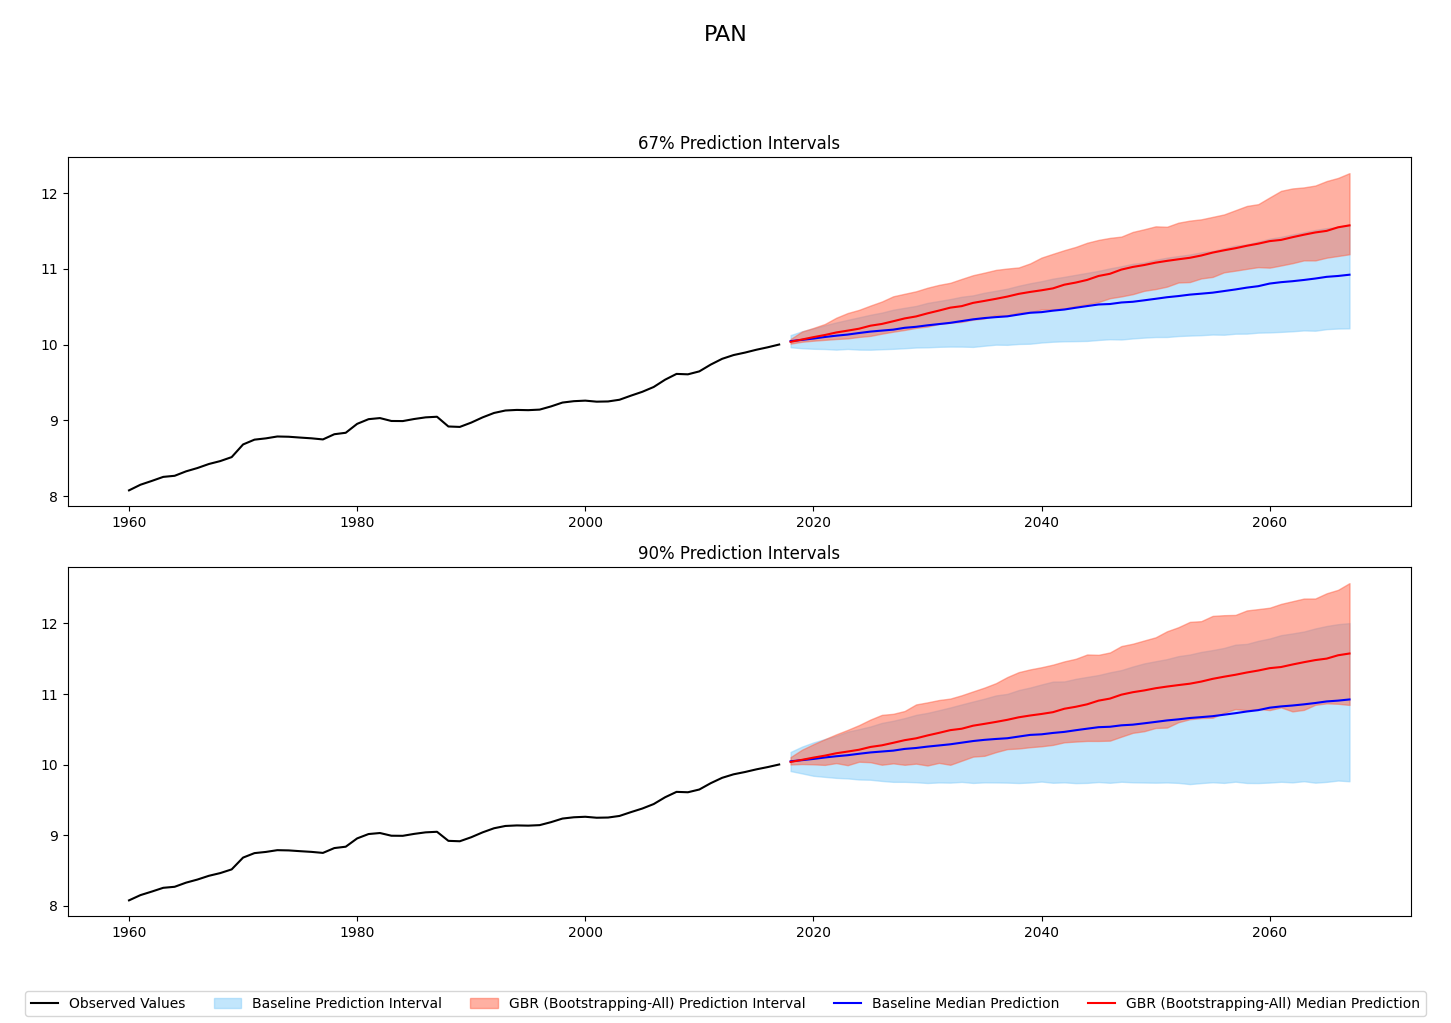 PAN
67% Prediction Intervals
12
11
10
9
8
1960 1980 2000 2020 2040 2060
90% Prediction Intervals
12
11
10
9
8
1960 1980 2000 2020 2040 2060
Observed Values Baseline Prediction Interval GBR (Bootstrapping-All) Prediction Interval Baseline Median Prediction GBR (Bootstrapping-All) Median Prediction